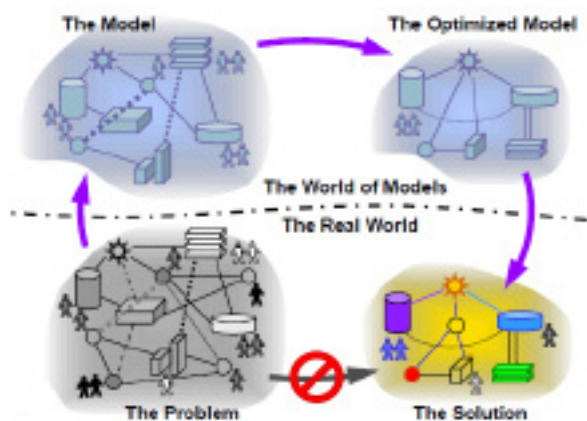 The Model
The Optimized Model
The World of Models
The Real World
The Problem
The Solution